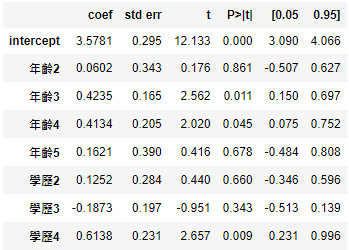 coef std err t P>|t| [0.05 0.95]
intercept 3.5781 0.295 12.133 0.000 3.090 4.066
年齡2 0.0602 0.343 0.176 0.861 -0.507 0.627
年齡3 0.4235 0.165 2.562 0.011 0.150 0.697
年齡4 0.4134 0.205 2.020 0.045 0.075 0.752
年齡5 0.1621 0.390 0.416 0.678 -0.484 0.808
學歷2 0.1252 0.284 0.440 0.660 -0.346 0.596
學歷3 -0.1873 0.197 -0.951 0.343 -0.513 0.139
學歷4 0.6138 0.231 2.657 0.009 0.231 0.996